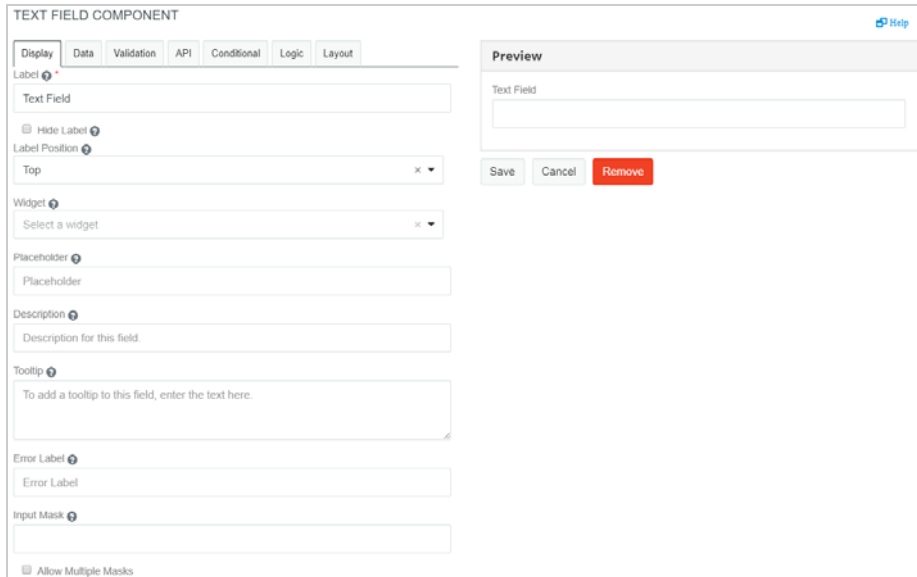 TEXT FIELD COMPONENT
Help
Display Data Validation API Conditional Logic Layout
Label *
Text Field
Hide Label
Label Position
Top
Widget
Select a widget
Placeholder
Placeholder
Description
Description for this field.
Tooltip
To add a tooltip to this field, enter the text here.
Error Label
Error Label
Input Mask
Allow Multiple Masks
Preview
Text Field
Save Cancel Remove